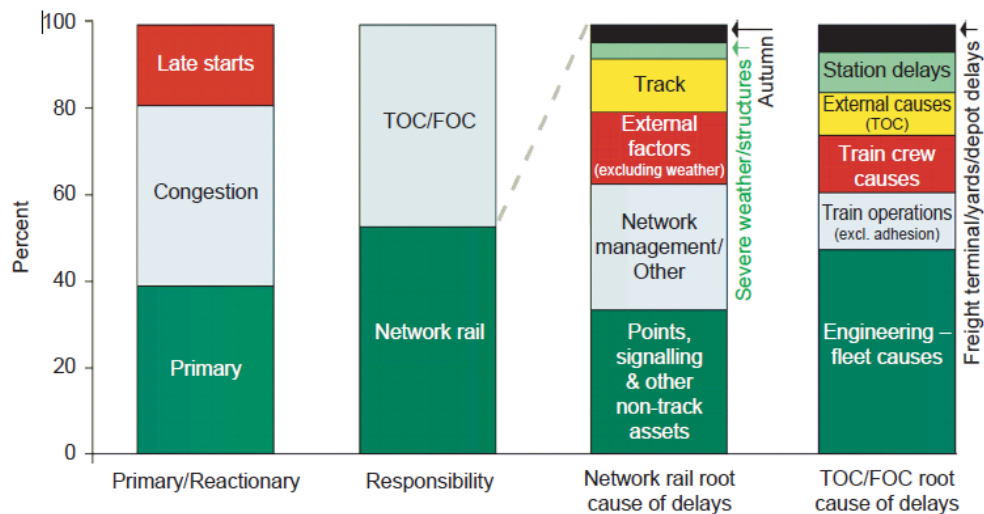 100
80
60
40
20
0
Percent
Late starts
Congestion
Primary
Primary/Reactionary
TOC/FOC
Network rail
Responsibility
Track
External
factors
(excluding weather)
Network
management/
Other
Points,
signalling
& other
non-track
assets
Network rail root
cause of delays
Severe weather/structures
Autumn
Station delays
External causes
(TOC)
Train crew
causes
Train operations
(excl. adhesion)
Engineering –
fleet causes
TOC/FOC root
cause of delays
Freight terminal/yards/depot delays